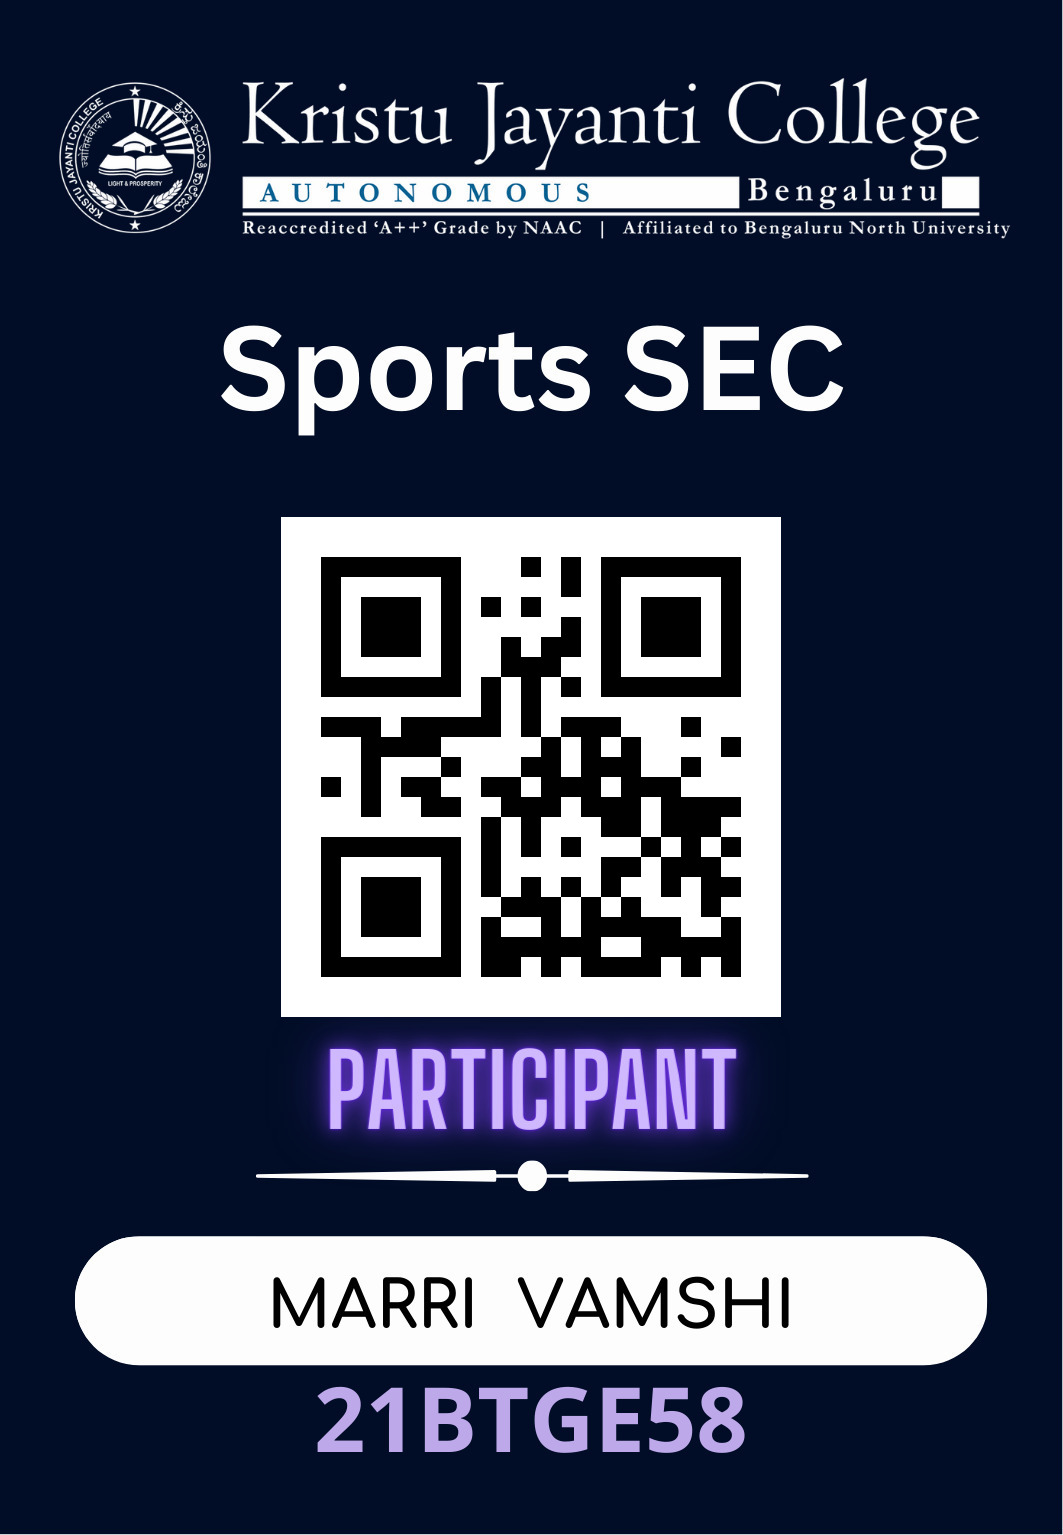 Kristu Jayanti College
AUTONOMOUS Bengaluru
Reaccredited ‘A++’ Grade by NAAC | Affiliated to Bengaluru North University
KRISTU JAYANTI COLLEGE
ಕ್ರಿಸ್ತು ಜಯಂತಿ ಕಾಲೇಜು
LIGHT & PROSPERITY
Sports SEC
PARTICIPANT
MARRI VAMSHI
21BTGE58